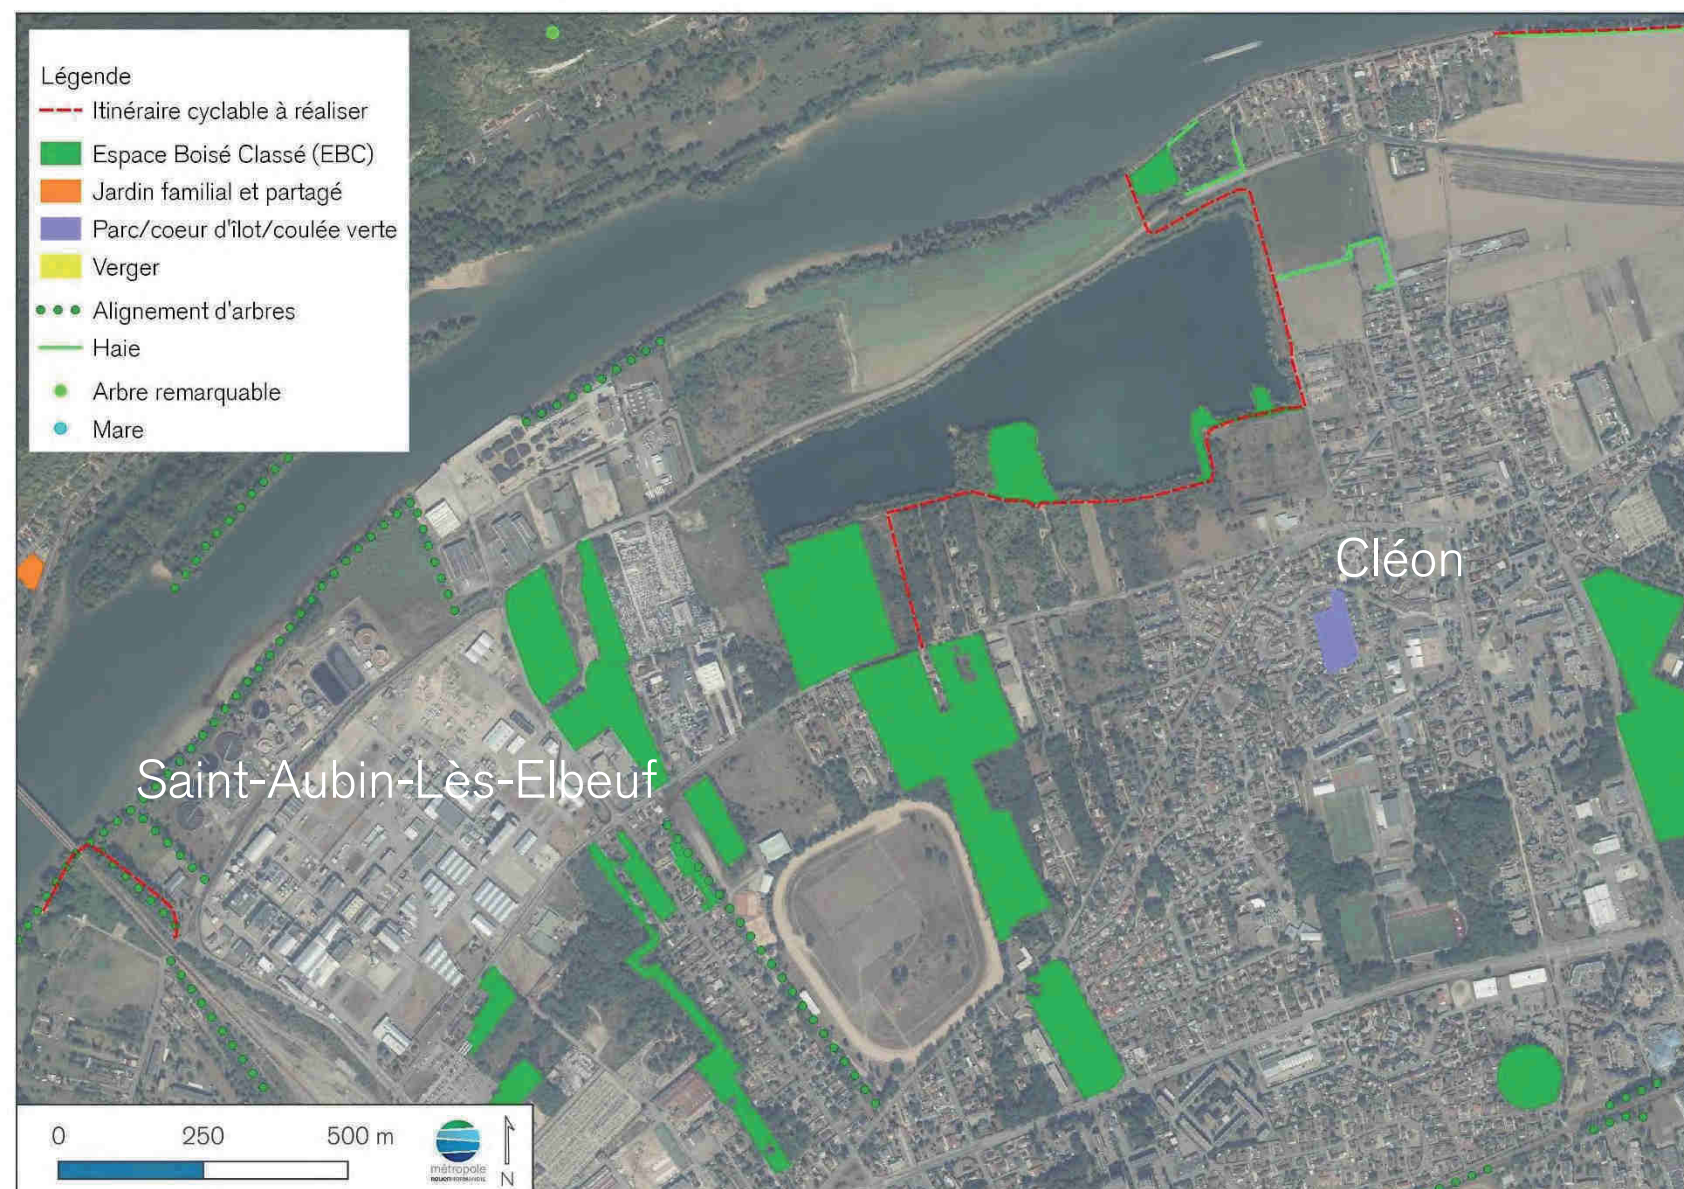 Légende
Itinéraire cyclable à réaliser
Espace Boisé Classé (EBC)
Jardin familial et partagé
Parc/coeur d'îlot/coulée verte
Verger
Alignement d'arbres
Haie
Arbre remarquable
Mare
Cléon
Saint-Aubin-Lès-Elbeuf
0 250 500 m
métropole
ROUENNORMANDIE
N